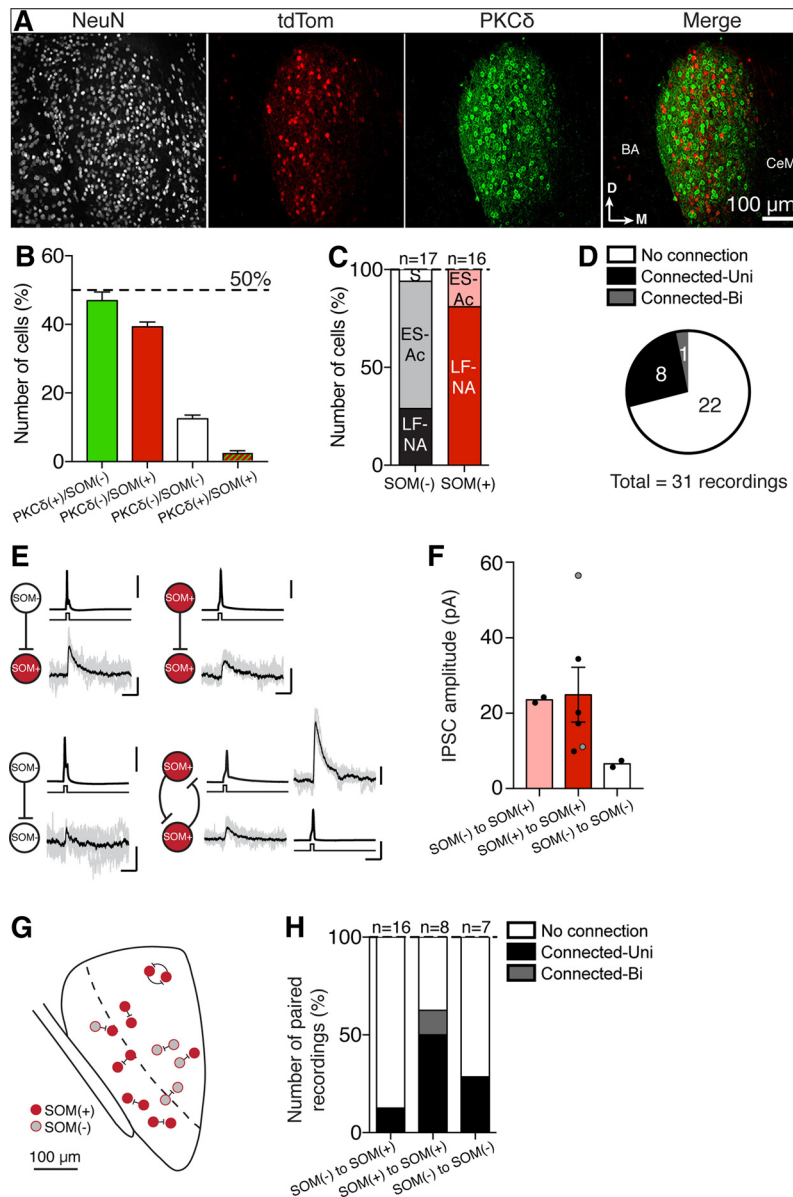 A
NeuN
tdTom
PKCδ
Merge
BA
CeM
D
M
100 µm
B
Number of cells (%)
60
40
20
0
50%
PKCδ(+)/SOM(-)
PKCδ(-)/SOM(+)
PKCδ(-)/SOM(-)
PKCδ(+)/SOM(+)
C
n=17 n=16
Number of cells (%)
100
50
0
S
ES-
Ac
LF-
NA
ES-
Ac
LF-
NA
SOM(-)
SOM(+)
D
No connection
Connected-Uni
Connected-Bi
1
8
22
Total = 31 recordings
E
SOM-
SOM+
SOM+
SOM+
SOM-
SOM-
SOM+
SOM+
F
IPSC amplitude (pA)
60
40
20
0
SOM(-) to SOM(+)
SOM(+) to SOM(+)
SOM(-) to SOM(-)
G
SOM(+)
SOM(-)
100 µm
H
n=16 n=8 n=7
Number of paired
recordings (%)
100
50
0
SOM(-) to SOM(+)
SOM(+) to SOM(+)
SOM(-) to SOM(-)
No connection
Connected-Uni
Connected-Bi